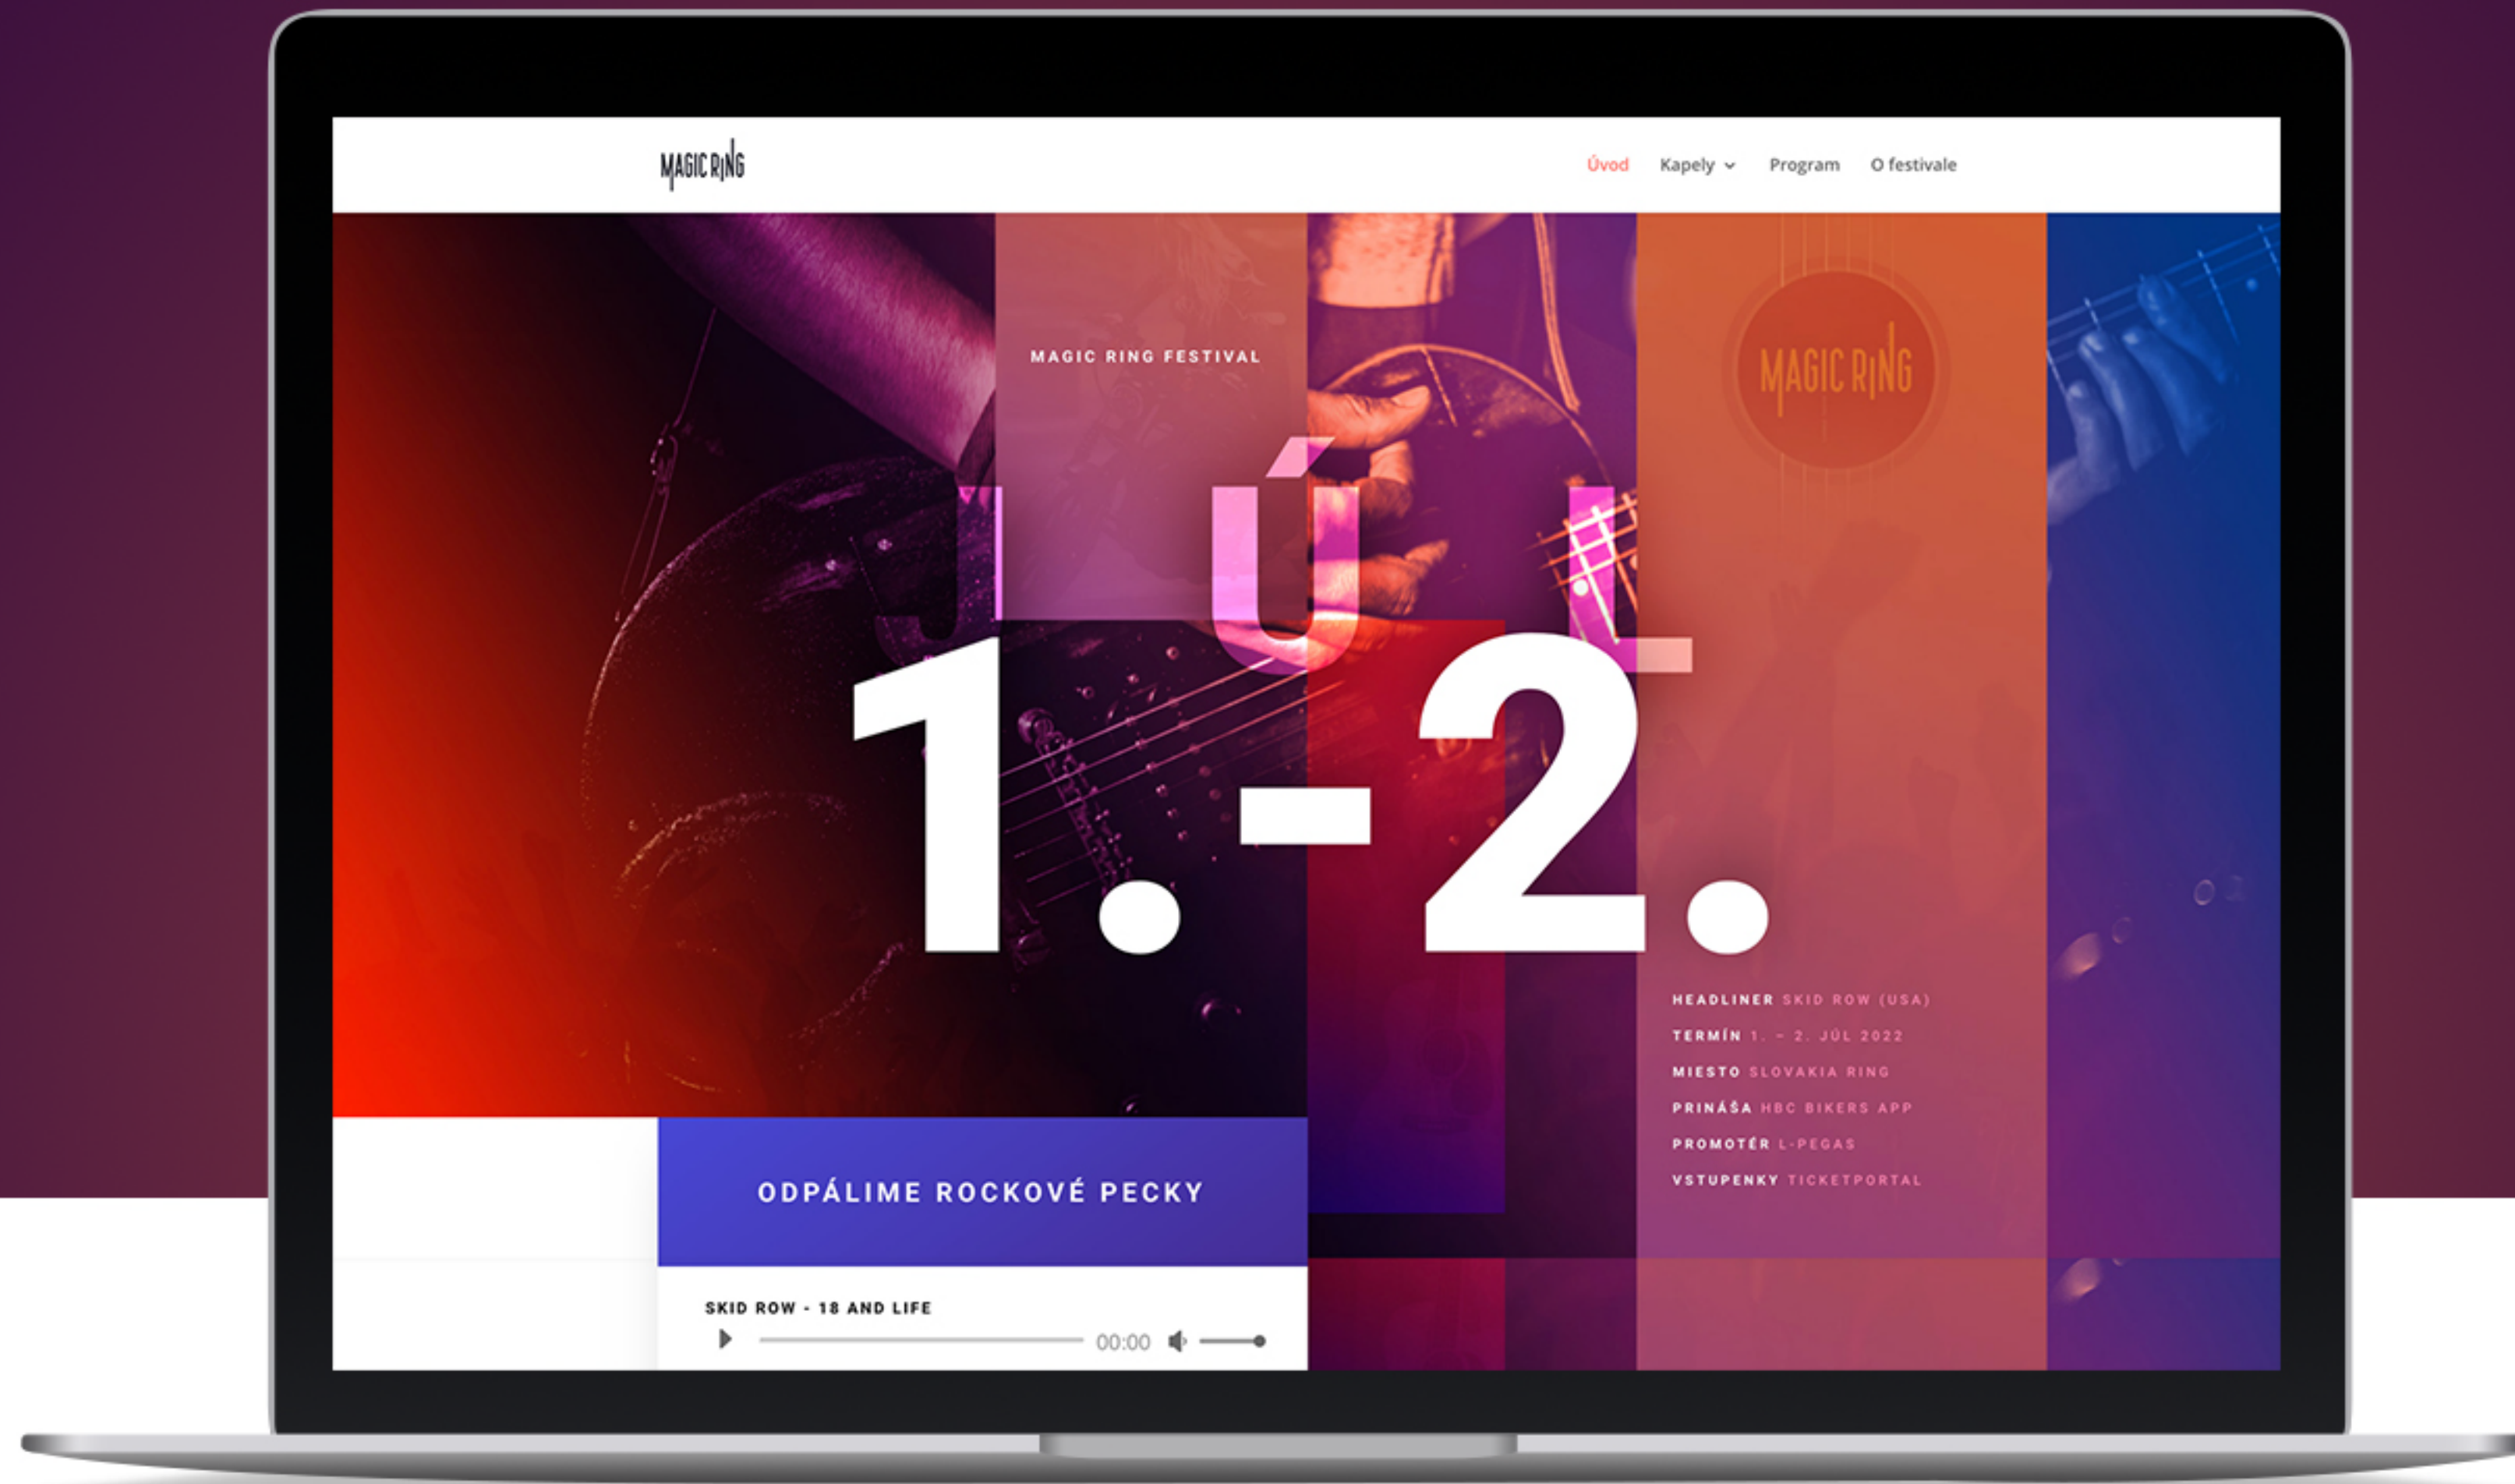 MAGIC RING
Úvod Kapely Program O festivale
MAGIC RING FESTIVAL
MAGIC RING
JÚL
1.-2.
HEADLINER SKID ROW (USA)
TERMÍN 1. – 2. JÚL 2022
MIESTO SLOVAKIA RING
PRINÁŠA HBC BIKERS APP
PROMOTÉR L-PEGAS
VSTUPENKY TICKETPORTAL
ODPÁLIME ROCKOVÉ PECKY
SKID ROW - 18 AND LIFE
00:00